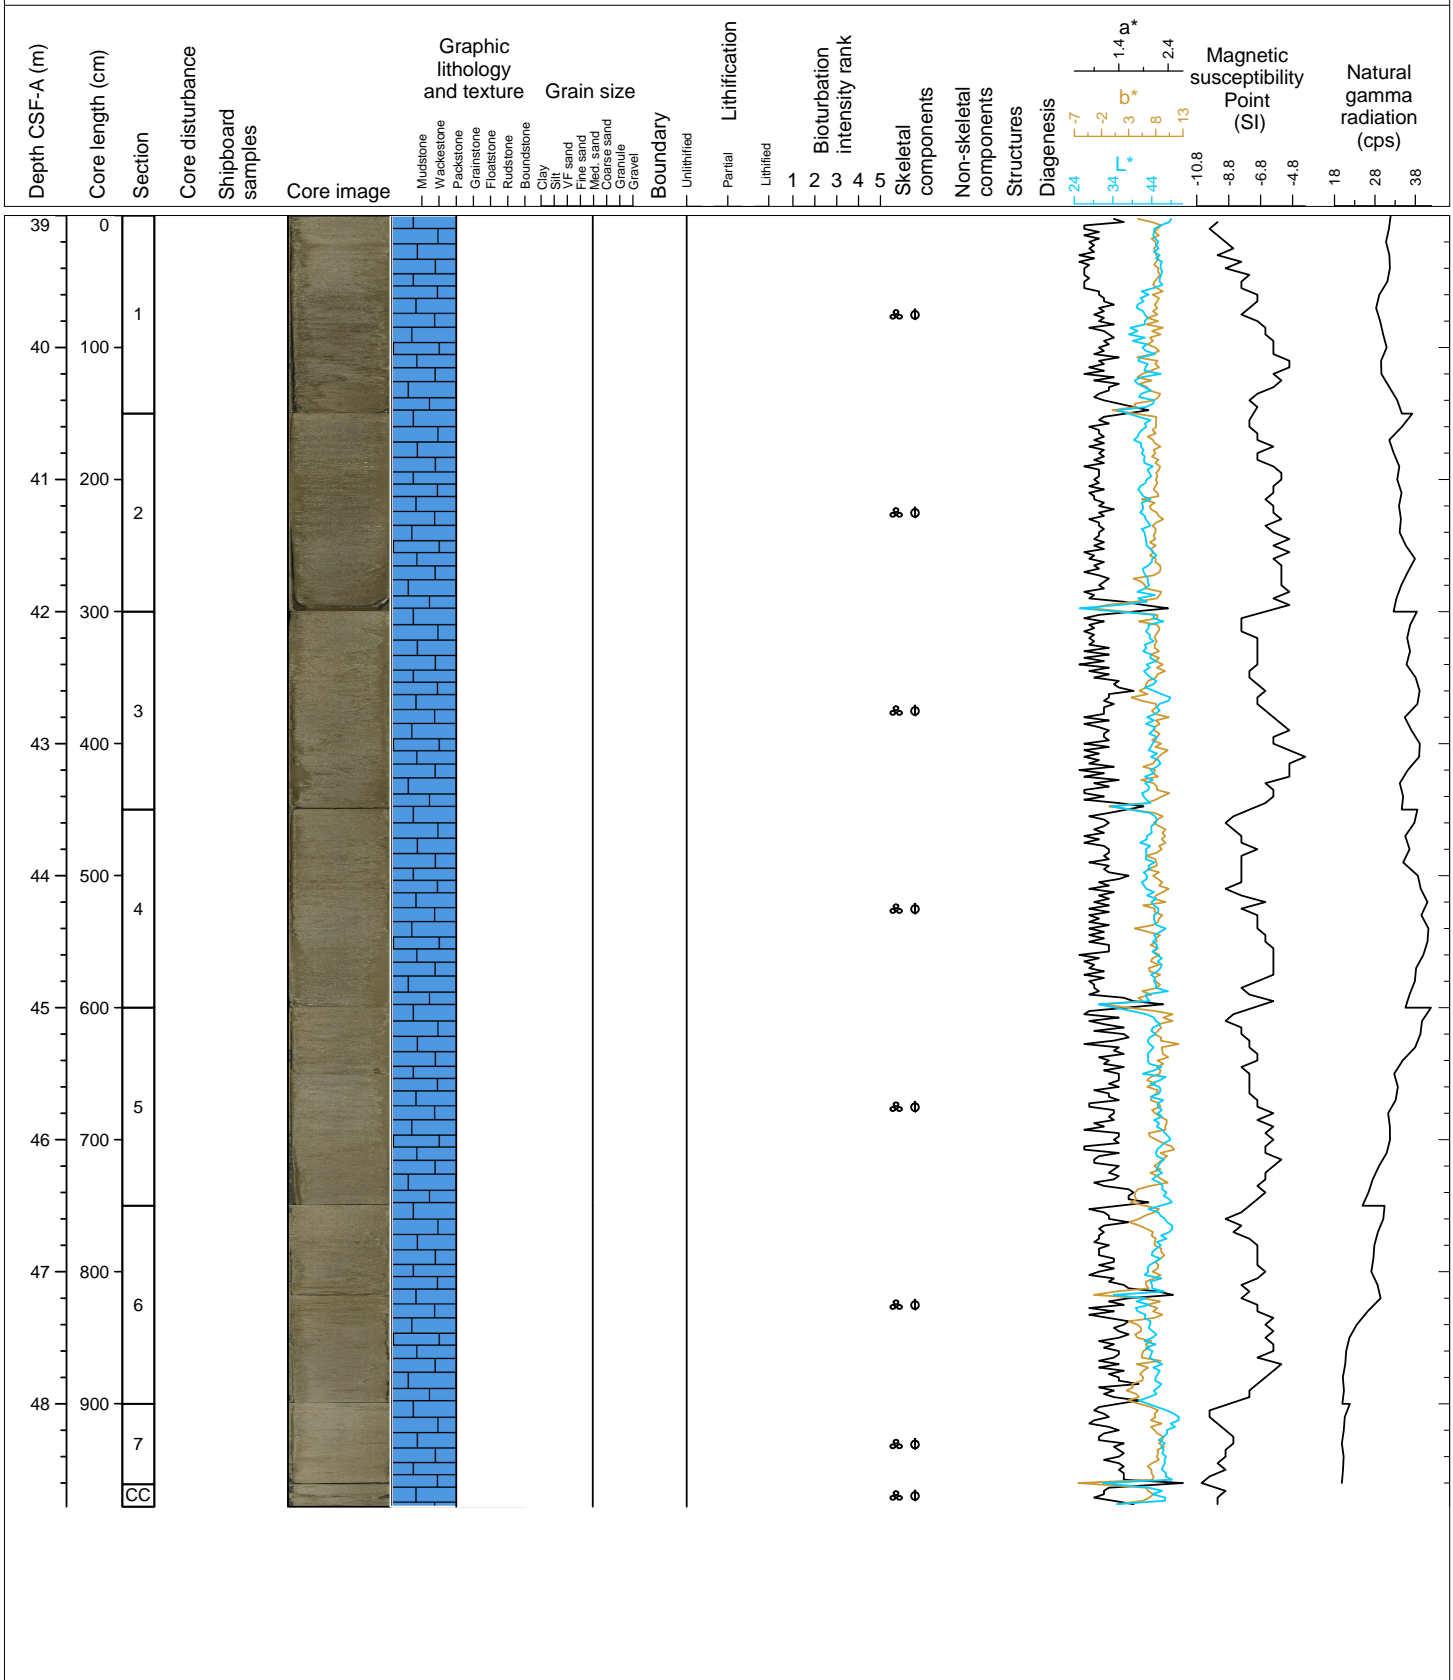 Depth CSF-A (m)
Core length (cm)
Section
Core disturbance
Shipboard
samples
Core image
Graphic
lithology
and texture
Mudstone
Wackestone
Packstone
Grainstone
Floatstone
Rudstone
Boundstone
Grain size
Clay
Silt
VF sand
Fine sand
Med. sand
Coarse sand
Granule
Gravel
Boundary
Lithification
Unlithified
Partial
Lithified
Bioturbation
intensity rank
1 2 3 4 5
Skeletal
components
Non-skeletal
components
Structures
Diagenesis
a*
1.4 2.4
b*
-7 -2 3 8 13
L*
24 34 44
Magnetic
susceptibility
Point
(SI)
-10.8 -8.8 -6.8 -4.8
Natural
gamma
radiation
(cps)
18 28 38
39 0
1
40 100
41 200
2
42 300
3
43 400
44 500
4
45 600
5
46 700
47 800
6
48 900
7
CC